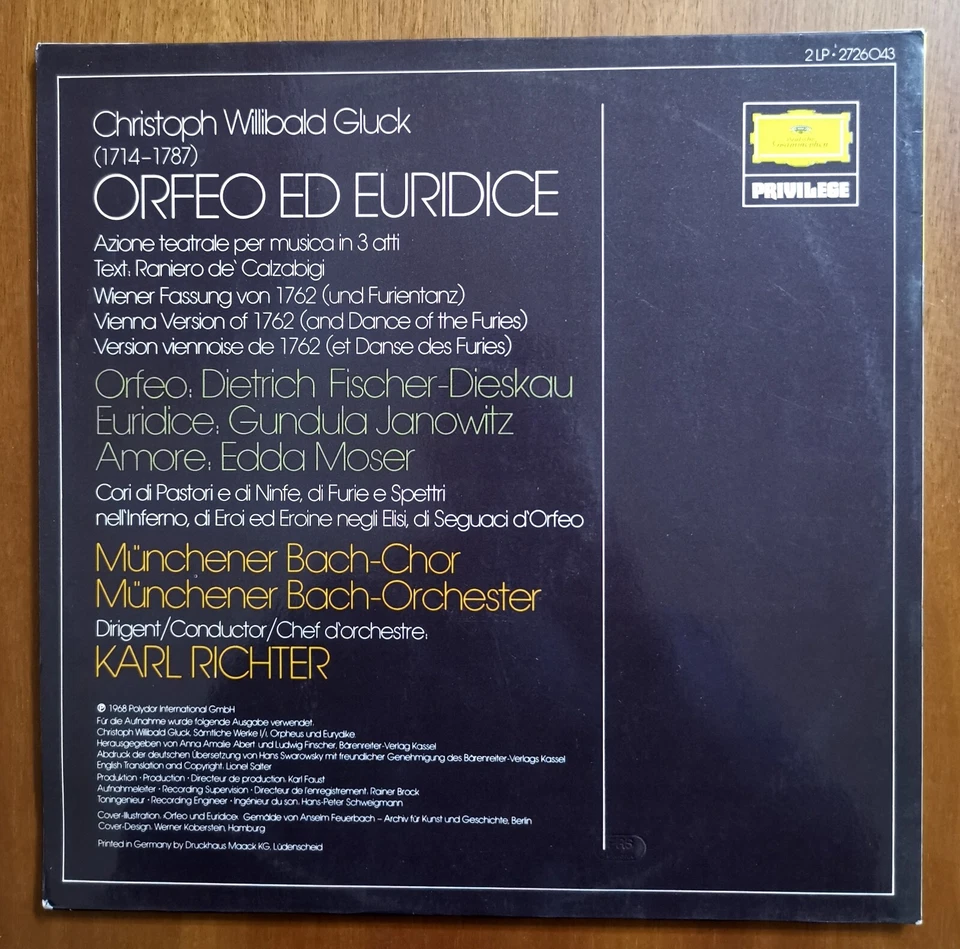 2 LP · 2726043
Christoph Willibald Gluck
(1714-1787)
ORFEO ED EURIDICE
Azione teatrale per musica in 3 atti
Text: Raniero de' Calzabigi
Wiener Fassung von 1762 (und Furientanz)
Vienna Version of 1762 (and Dance of the Furies)
Version viennoise de 1762 (et Danse des Furies)
Orfeo: Dietrich Fischer-Dieskau
Euridice: Gundula Janowitz
Amore: Edda Moser
Cori di Pastori e di Ninfe, di Furie e Spettri
nell'Inferno, di Eroi ed Eroine negli Elisi, di Seguaci d'Orfeo
Münchener Bach-Chor
Münchener Bach-Orchester
Dirigent/Conductor/Chef d'orchestre:
KARL RICHTER
℗ 1968 Polydor International GmbH
Für die Aufnahme wurde folgende Ausgabe verwendet:
Christoph Willibald Gluck, Sämtliche Werke I/1, Orpheus und Eurydike
Herausgegeben von Anna Amalie Abert und Ludwig Finscher, Bärenreiter-Verlag Kassel
Abdruck der deutschen Übersetzung von Hans Swarowsky mit freundlicher Genehmigung des Bärenreiter-Verlags Kassel
English Translation and Copyright: Lionel Salter
Produktion · Production · Directeur de production: Karl Faust
Aufnahmeleiter · Recording Supervision · Directeur de l'enregistrement: Rainer Brock
Toningenieur · Recording Engineer · Ingénieur du son: Hans-Peter Schweigmann
Cover-Illustration: ›Orfeo und Euridice‹ Gemälde von Anselm Feuerbach – Archiv für Kunst und Geschichte, Berlin
Cover-Design: Werner Kaberstein, Hamburg
Printed in Germany by Druckhaus Maack KG, Lüdenscheid
Deutsche
Grammophon
PRIVILEGE